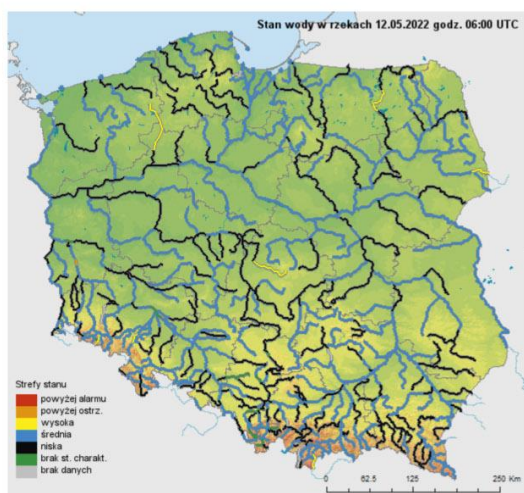 Stan wody w rzekach 12.05.2022 godz. 06:00 UTC
Strefy stanu
powyżej alarmu
powyżej ostrz.
wysoka
średnia
niska
brak st. charakt.
brak danych
0 62.5 125 250 Km